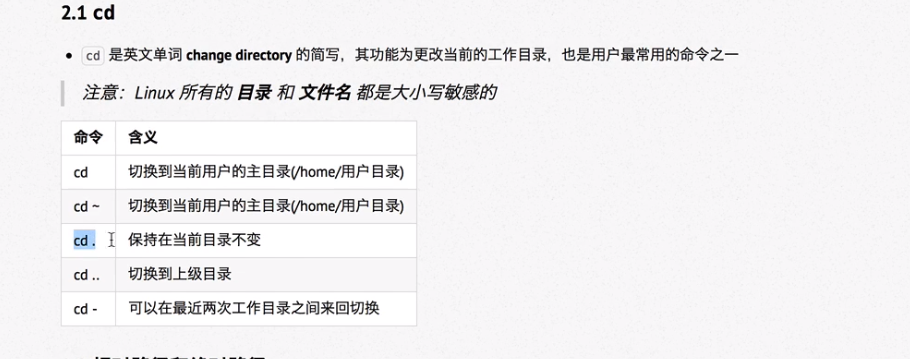 2.1 cd
cd 是英文单词 change directory 的简写，其功能为更改当前的工作目录，也是用户最常用的命令之一
注意：Linux 所有的 目录 和 文件名 都是大小写敏感的
命令 含义
cd 切换到当前用户的主目录(/home/用户目录)
cd ~ 切换到当前用户的主目录(/home/用户目录)
cd . 保持在当前目录不变
cd .. 切换到上级目录
cd - 可以在最近两次工作目录之间来回切换